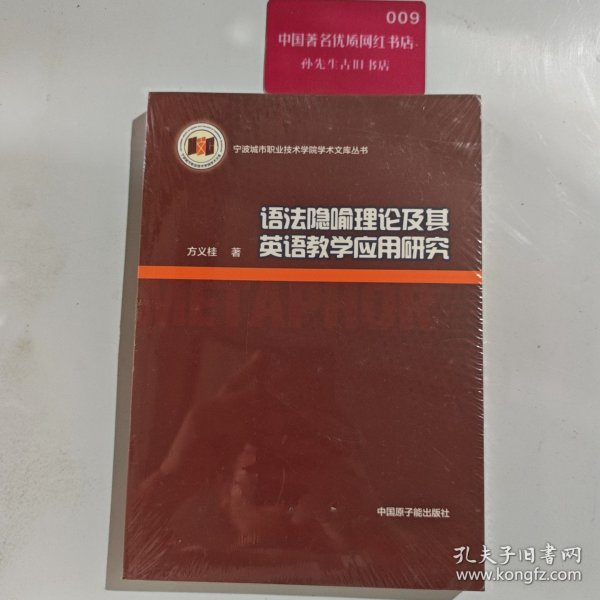 009
中国著名优质网红书店
孙先生古旧书店
宁波城市职业技术学院学术文库丛书
语法隐喻理论及其
英语教学应用研究
方义桂 著
METAPHOR
中国原子能出版社
孔夫子旧书网
www.kongfz.com